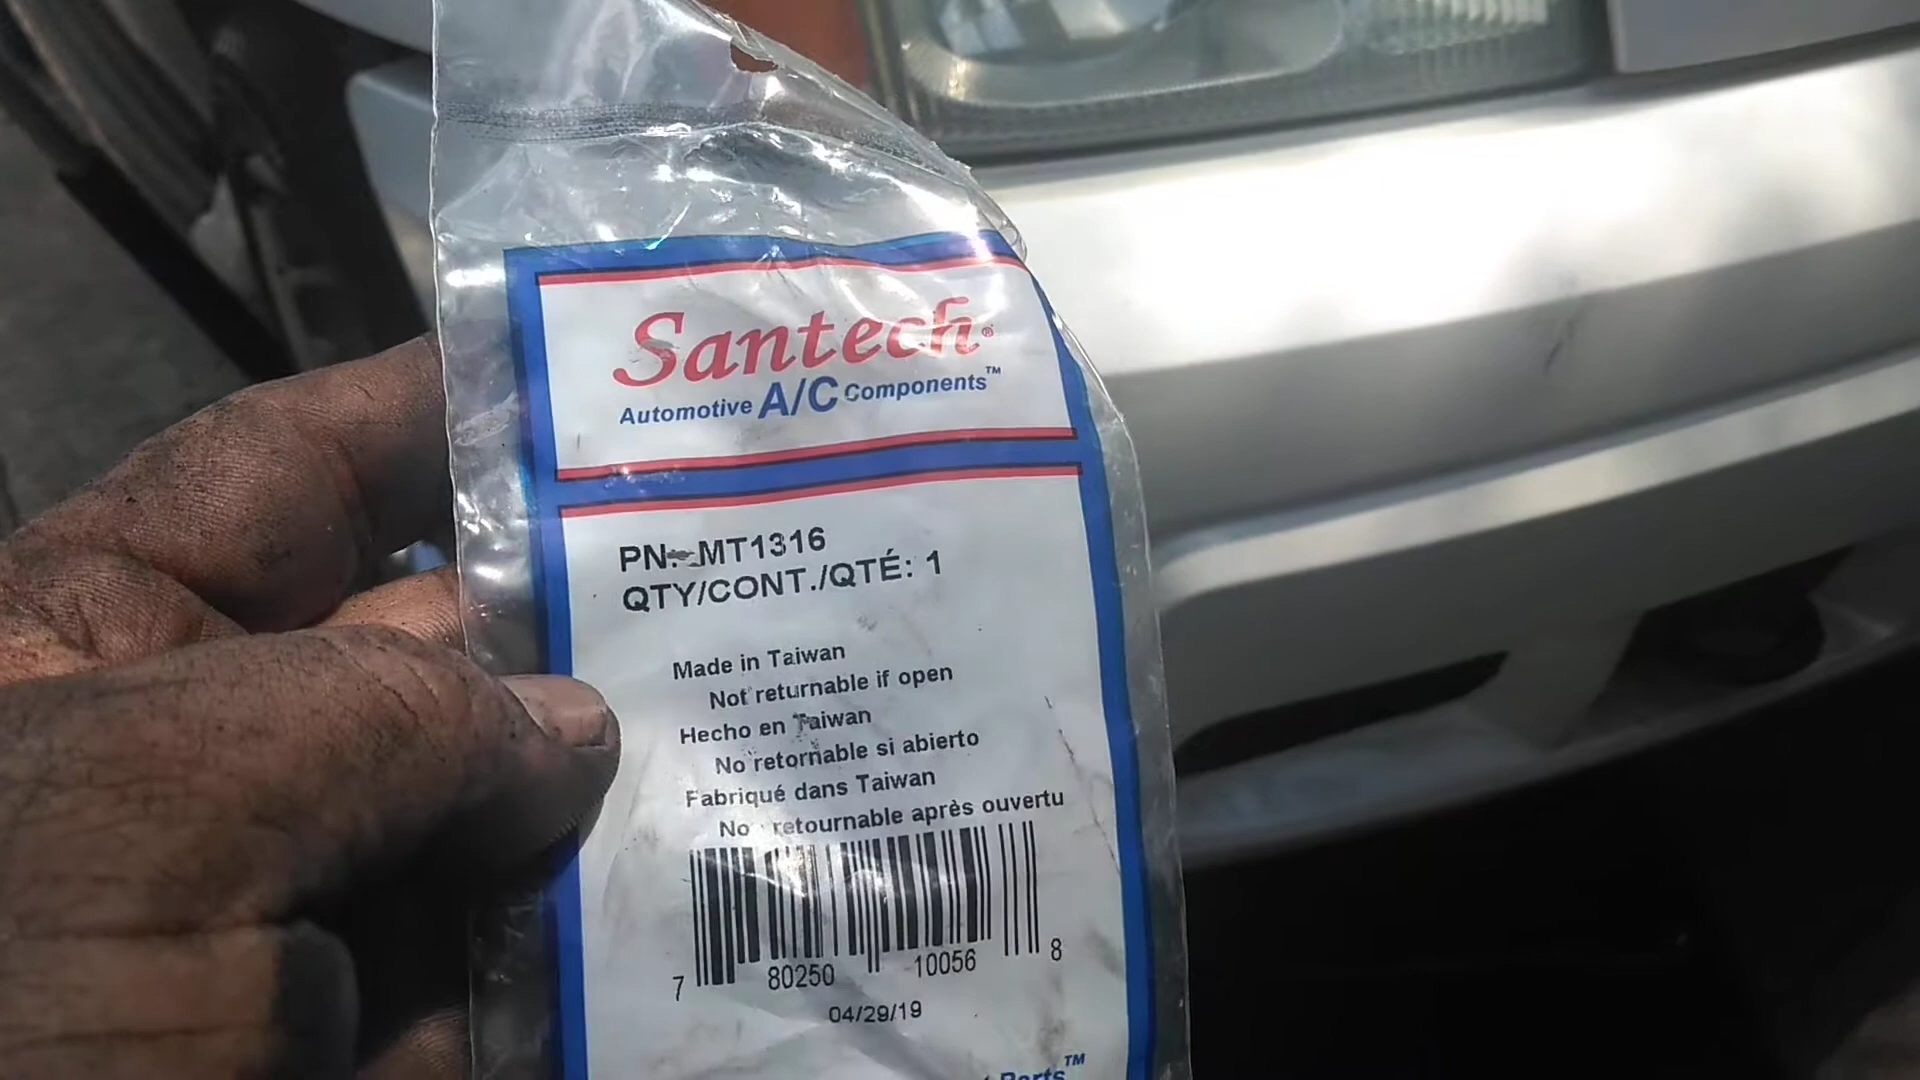 Santech®
Automotive A/C Components™
PN: MT1316
QTY/CONT./QTÉ: 1
Made in Taiwan
Not returnable if open
Hecho en Taiwan
No retornable si abierto
Fabriqué dans Taiwan
No retournable après ouvertu
7 80250 10056 8
04/29/19
Parts™